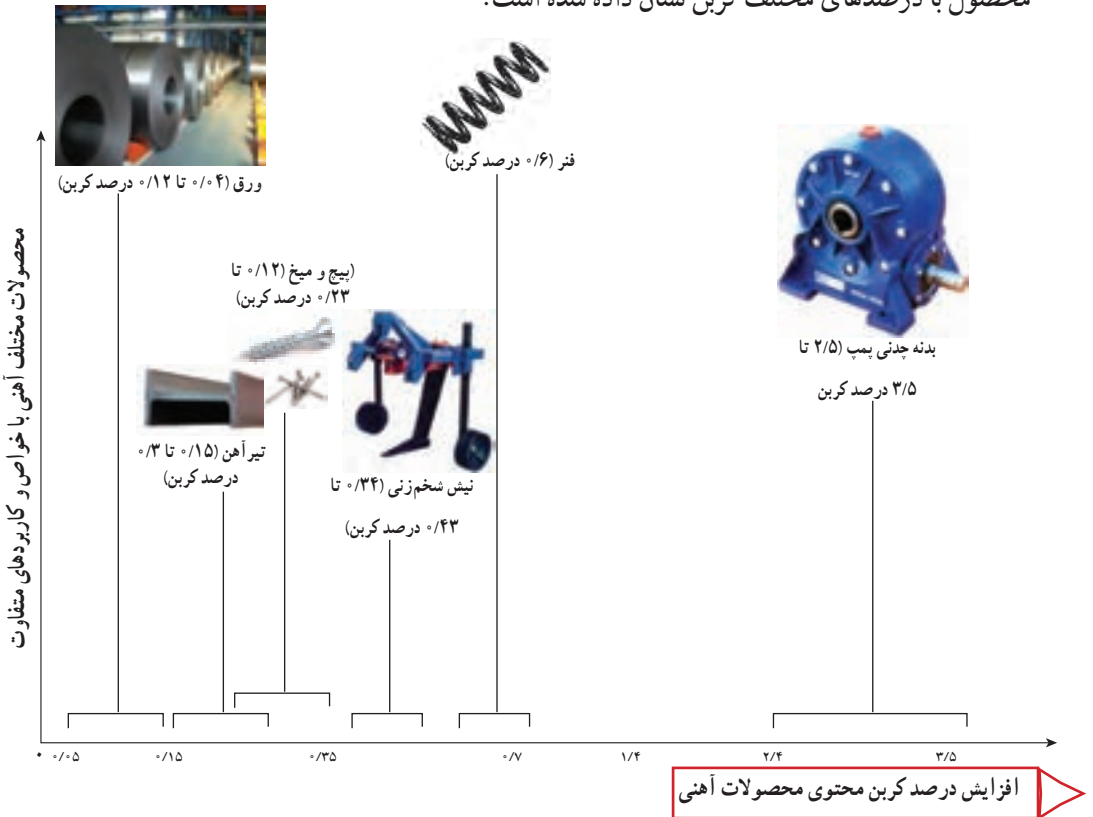 محصول با درصدهای مختلف کربن نشان داده شده است.
ورق (۰/۰۴ تا ۰/۱۲ درصد کربن)
فنر (۰/۶ درصد کربن)
(پیچ و میخ (۰/۱۲ تا
۰/۲۳ درصد کربن)
بدنه چدنی پمپ (۲/۵ تا
۳/۵ درصد کربن
تیرآهن (۰/۱۵ تا ۰/۳
درصد کربن)
نیش شخم‌زنی (۰/۳۴ تا
۰/۴۳ درصد کربن)
محصولات مختلف آهنی با خواص و کاربردهای متفاوت
۰ ۰/۰۵ ۰/۱۵ ۰/۳۵ ۰/۷ ۱/۴ ۲/۴ ۳/۵
افزایش درصد کربن محتوی محصولات آهنی